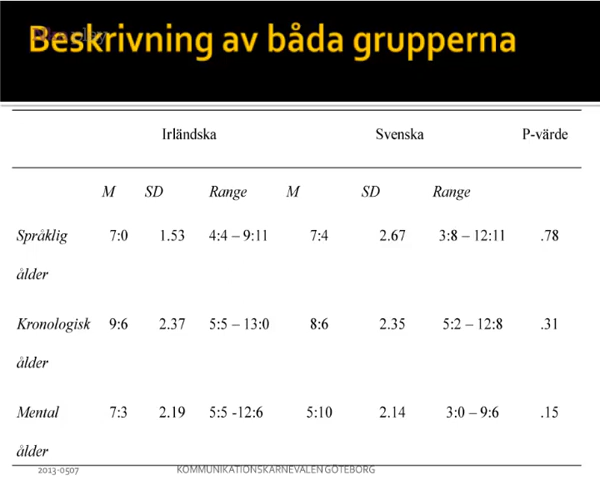 Beskrivning av båda grupperna
Irländska Svenska P-värde
M SD Range M SD Range
Språklig 7:0 1.53 4:4 – 9:11 7:4 2.67 3:8 – 12:11 .78
ålder
Kronologisk 9:6 2.37 5:5 – 13:0 8:6 2.35 5:2 – 12:8 .31
ålder
Mental 7:3 2.19 5:5 -12:6 5:10 2.14 3:0 – 9:6 .15
ålder
2013-0507 KOMMUNIKATIONSKARNEVALEN GÖTEBORG